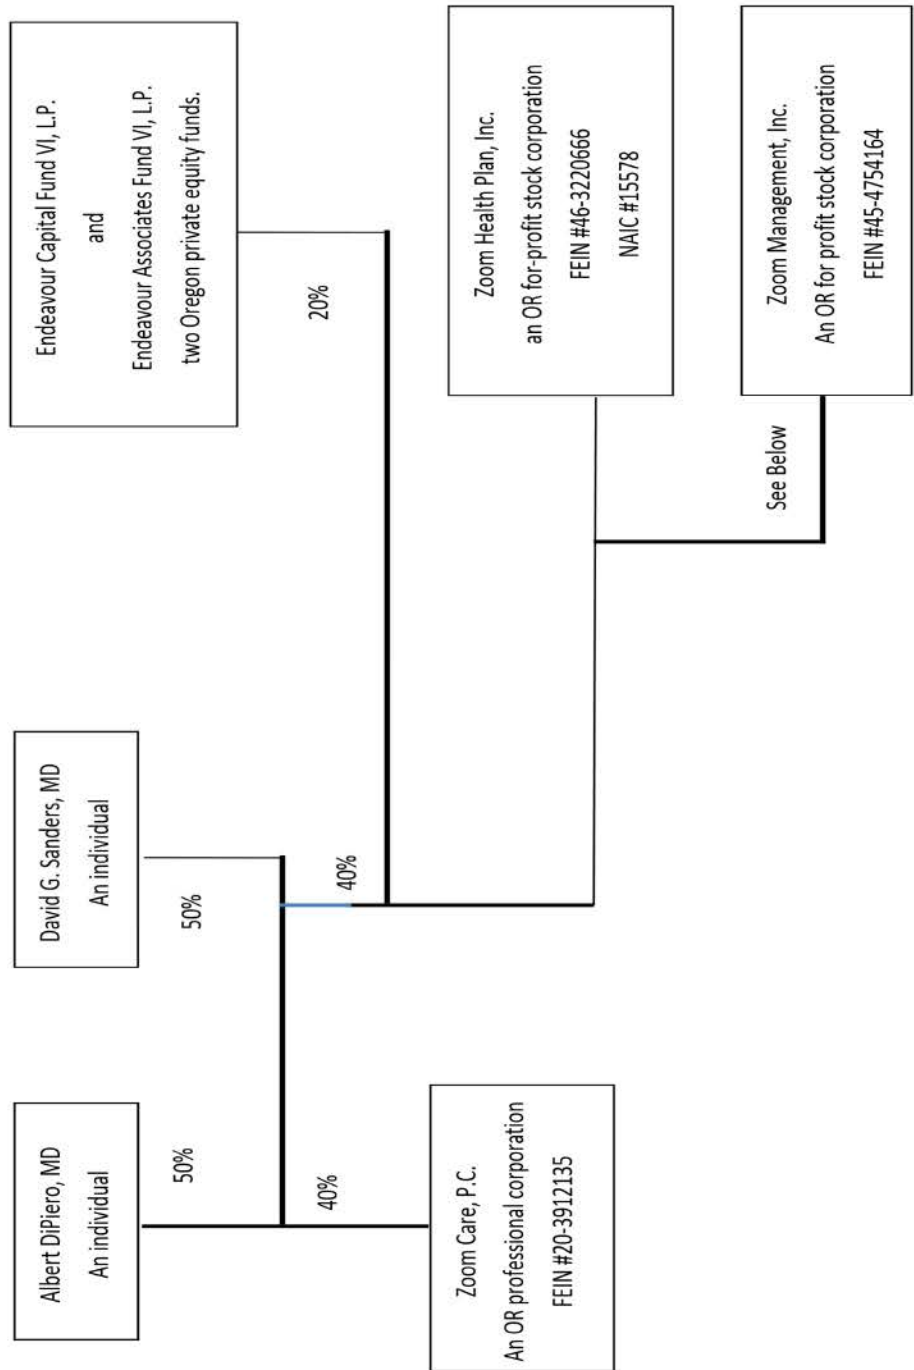 Albert DiPiero, MD
An individual
David G. Sanders, MD
An individual
Endeavour Capital Fund VI, L.P.
and
Endeavour Associates Fund VI, L.P.
two Oregon private equity funds.
50%
50%
20%
40%
40%
Zoom Care, P.C.
An OR professional corporation
FEIN #20-3912135
Zoom Health Plan, Inc.
an OR for-profit stock corporation
FEIN #46-3220666
NAIC #15578
See Below
Zoom Management, Inc.
An OR for profit stock corporation
FEIN #45-4754164